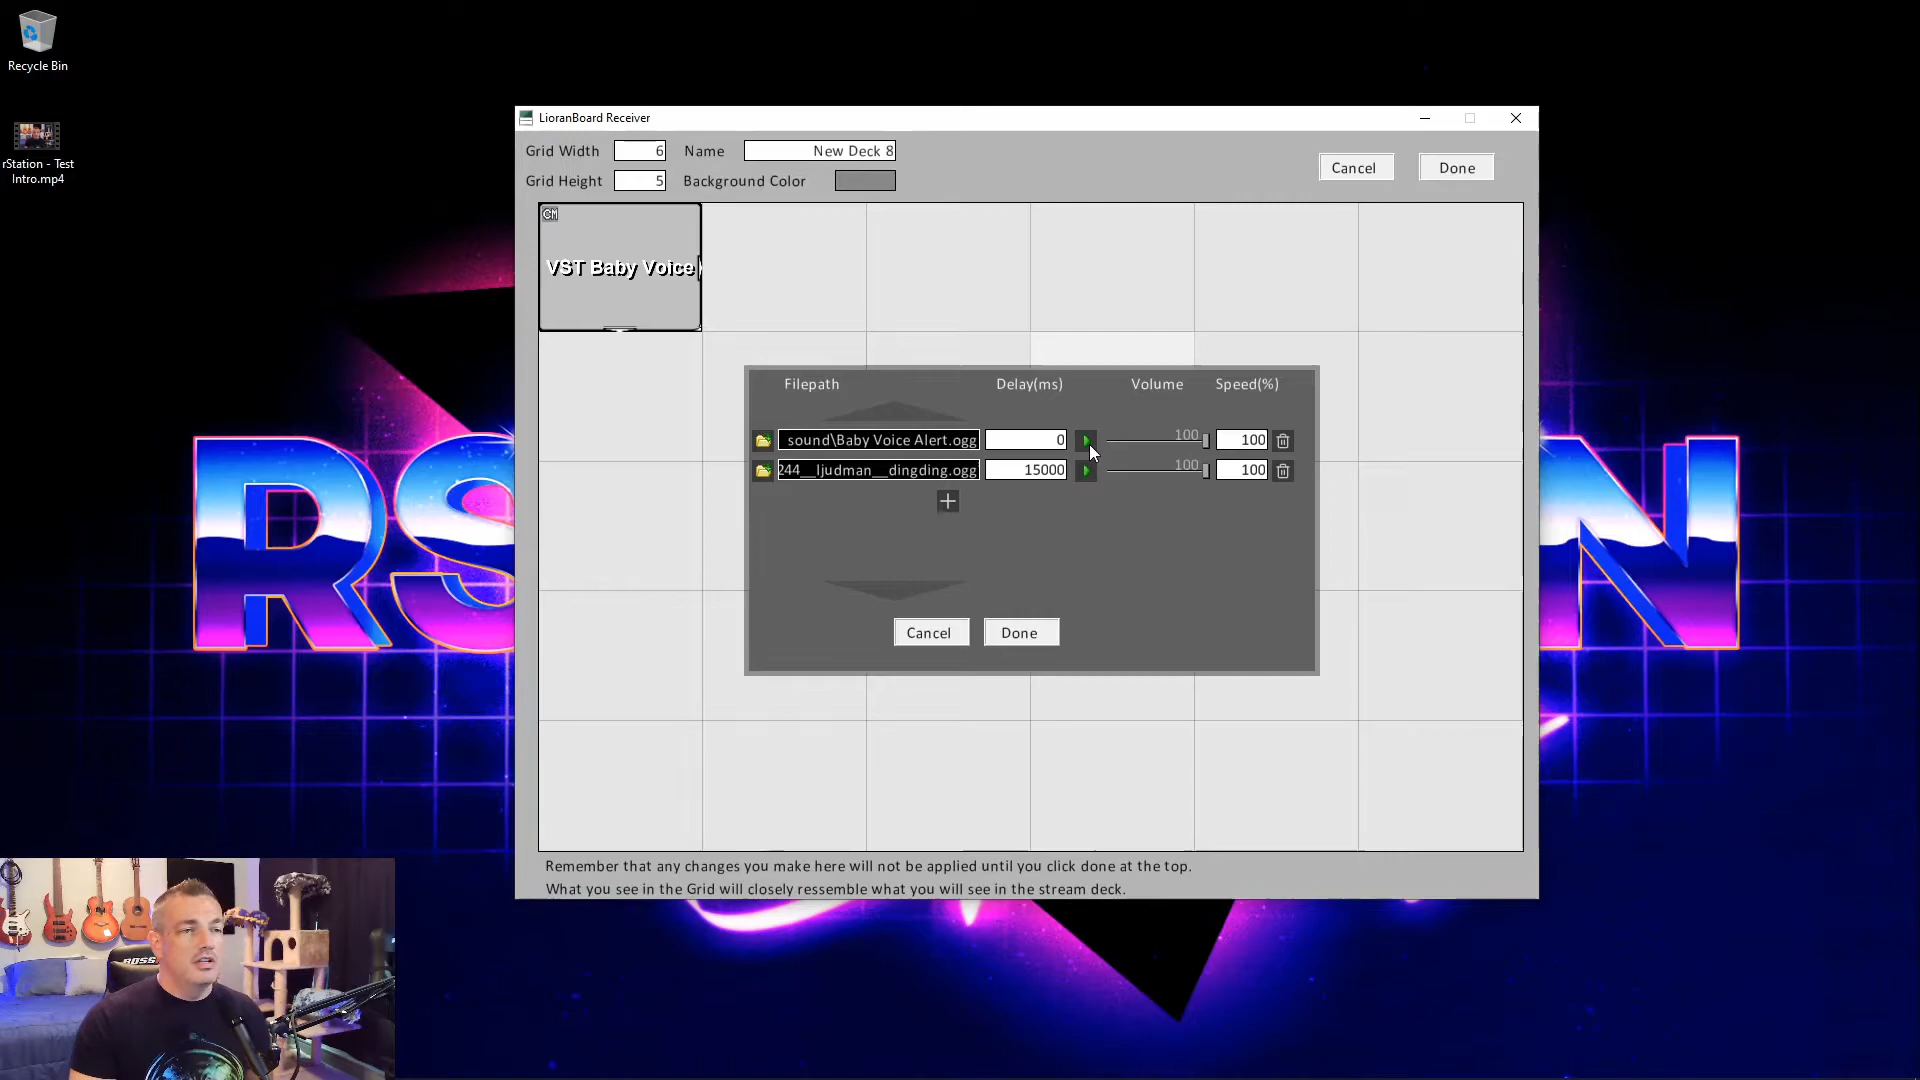 Recycle Bin
rStation - Test
Intro.mp4
LioranBoard Receiver
Grid Width 6 Name New Deck 8
Grid Height 5 Background Color
Cancel Done
CM
VST Baby Voice
Filepath Delay(ms) Volume Speed(%)
sound\Baby Voice Alert.ogg 0 100 100
244__ljudman__dingding.ogg 15000 100 100
Cancel Done
RS N
Remember that any changes you make here will not be applied until you click done at the top.
What you see in the Grid will closely ressemble what you will see in the stream deck.